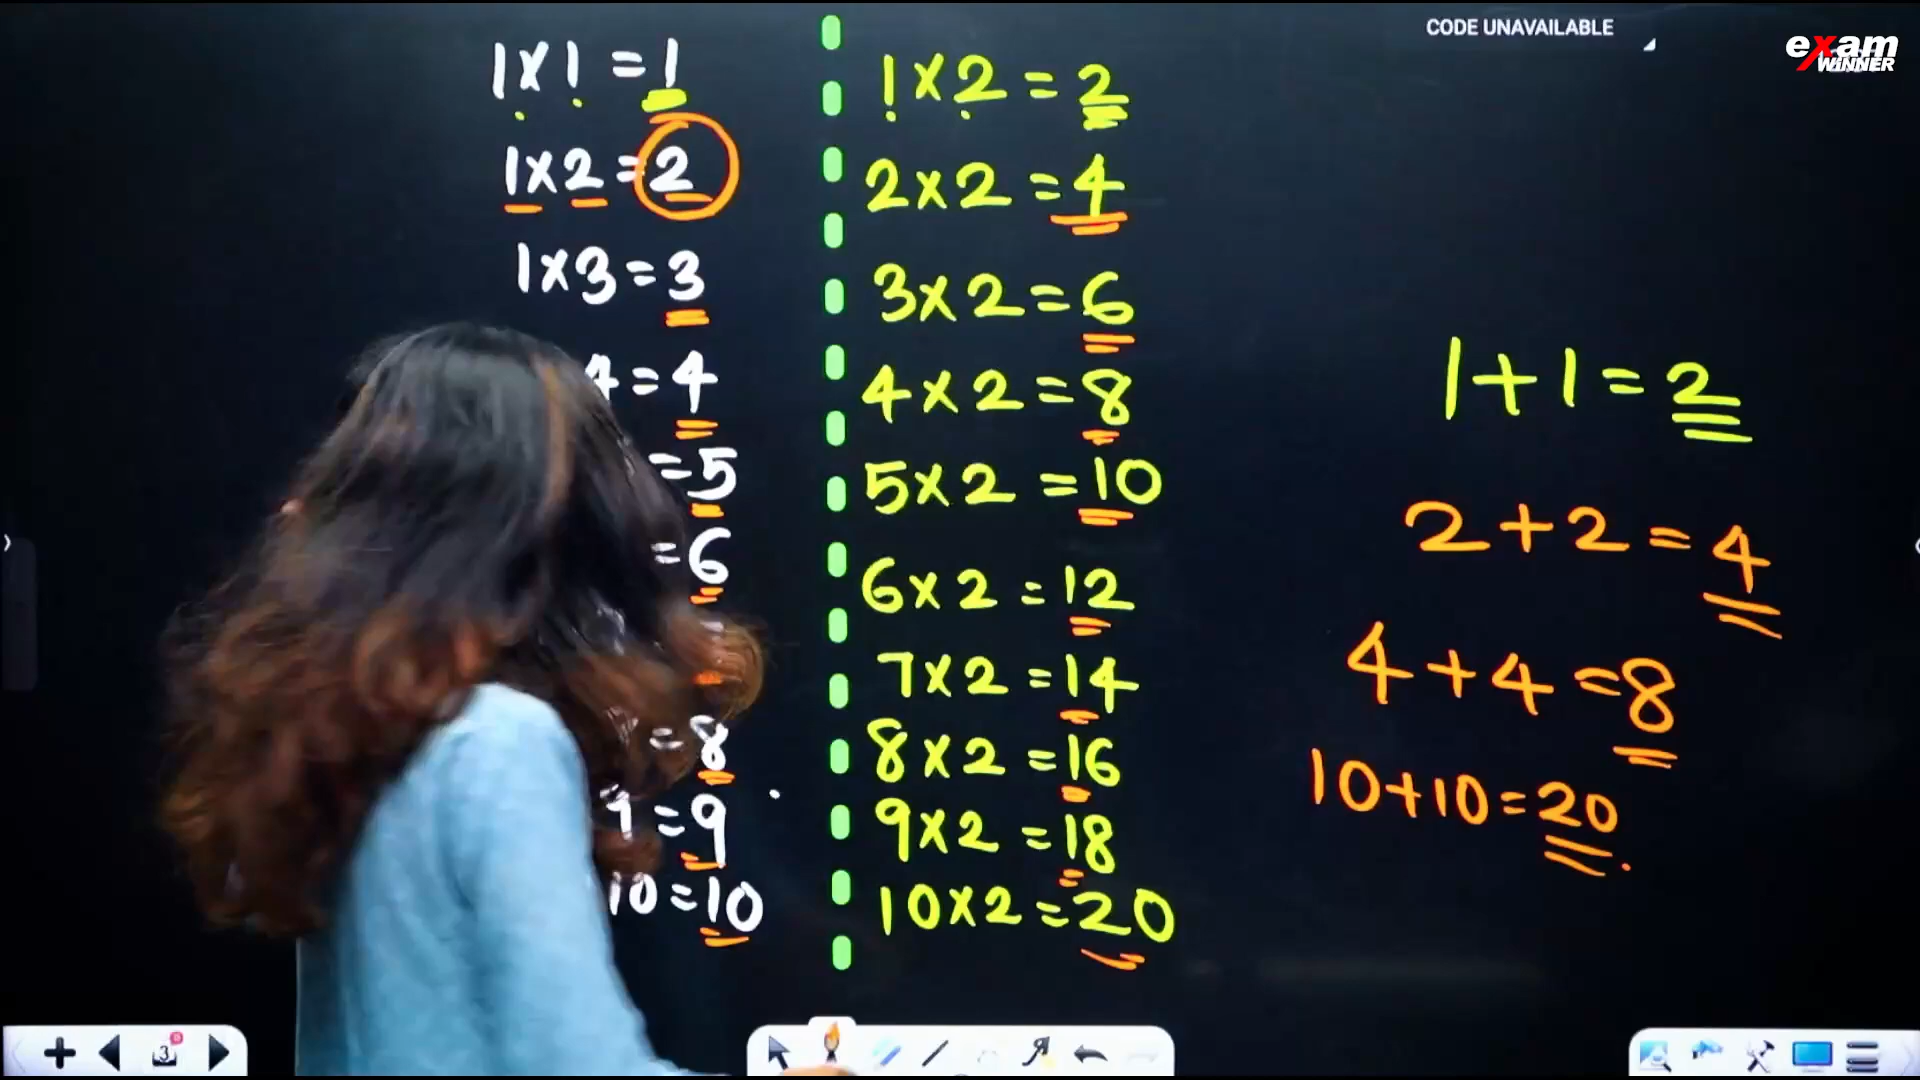 CODE UNAVAILABLE
exam
WINNER
1x1=1
1x2=2
1x3=3
4=4
=5
=6
=8
9=9
10=10
1x2=2
2x2=4
3x2=6
4x2=8
5x2=10
6x2=12
7x2=14
8x2=16
9x2=18
10x2=20
1+1=2
2+2=4
4+4=8
10+10=20
3